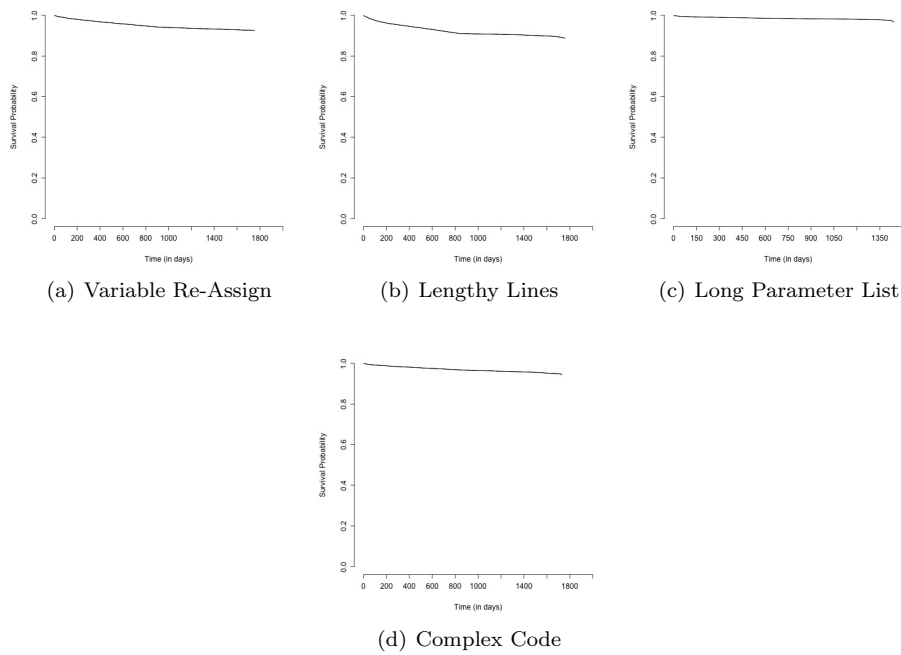 1.0
0.8
0.6
0.4
0.2
0.0
Survival Probability
0 200 400 600 800 1000 1400 1800
Time (in days)
(a) Variable Re-Assign
1.0
0.8
0.6
0.4
0.2
0.0
Survival Probability
0 200 400 600 800 1000 1400 1800
Time (in days)
(b) Lengthy Lines
1.0
0.8
0.6
0.4
0.2
0.0
Survival Probability
0 150 300 450 600 750 900 1050 1350
Time (in days)
(c) Long Parameter List
1.0
0.8
0.6
0.4
0.2
0.0
Survival Probability
0 200 400 600 800 1000 1400 1800
Time (in days)
(d) Complex Code